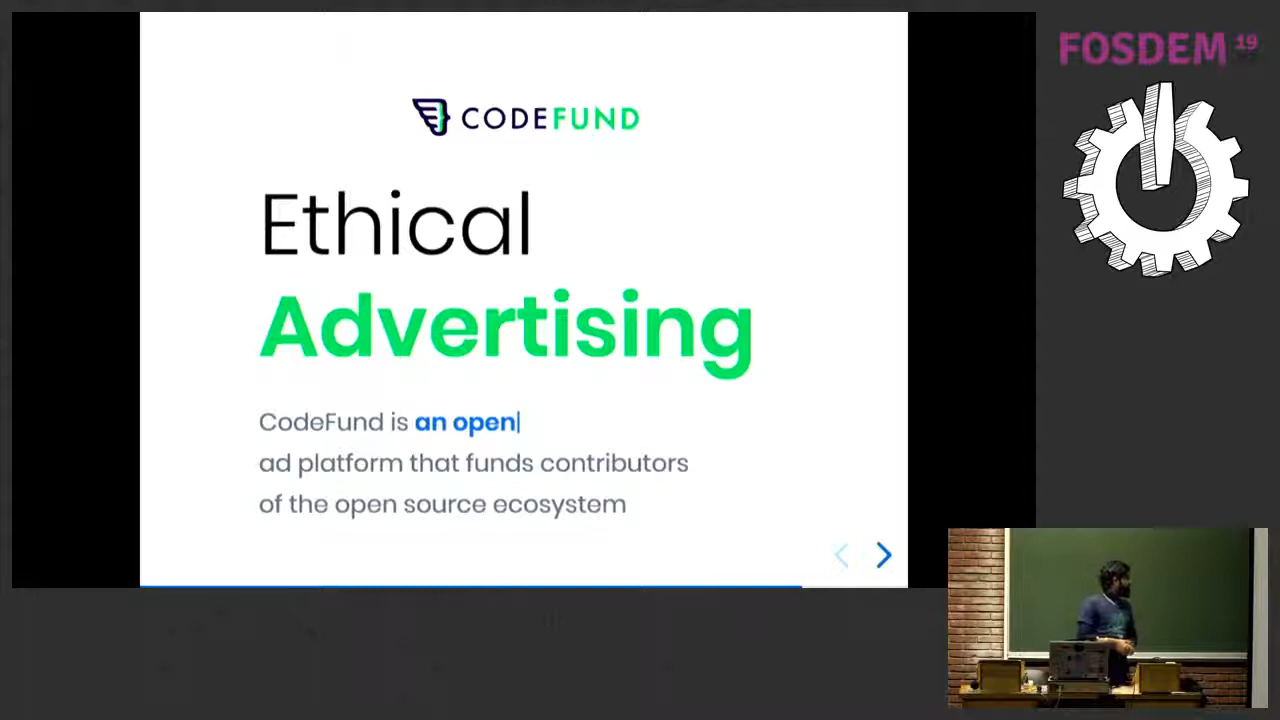 CODEFUND
Ethical
Advertising
CodeFund is an open|
ad platform that funds contributors
of the open source ecosystem
FOSDEM 19